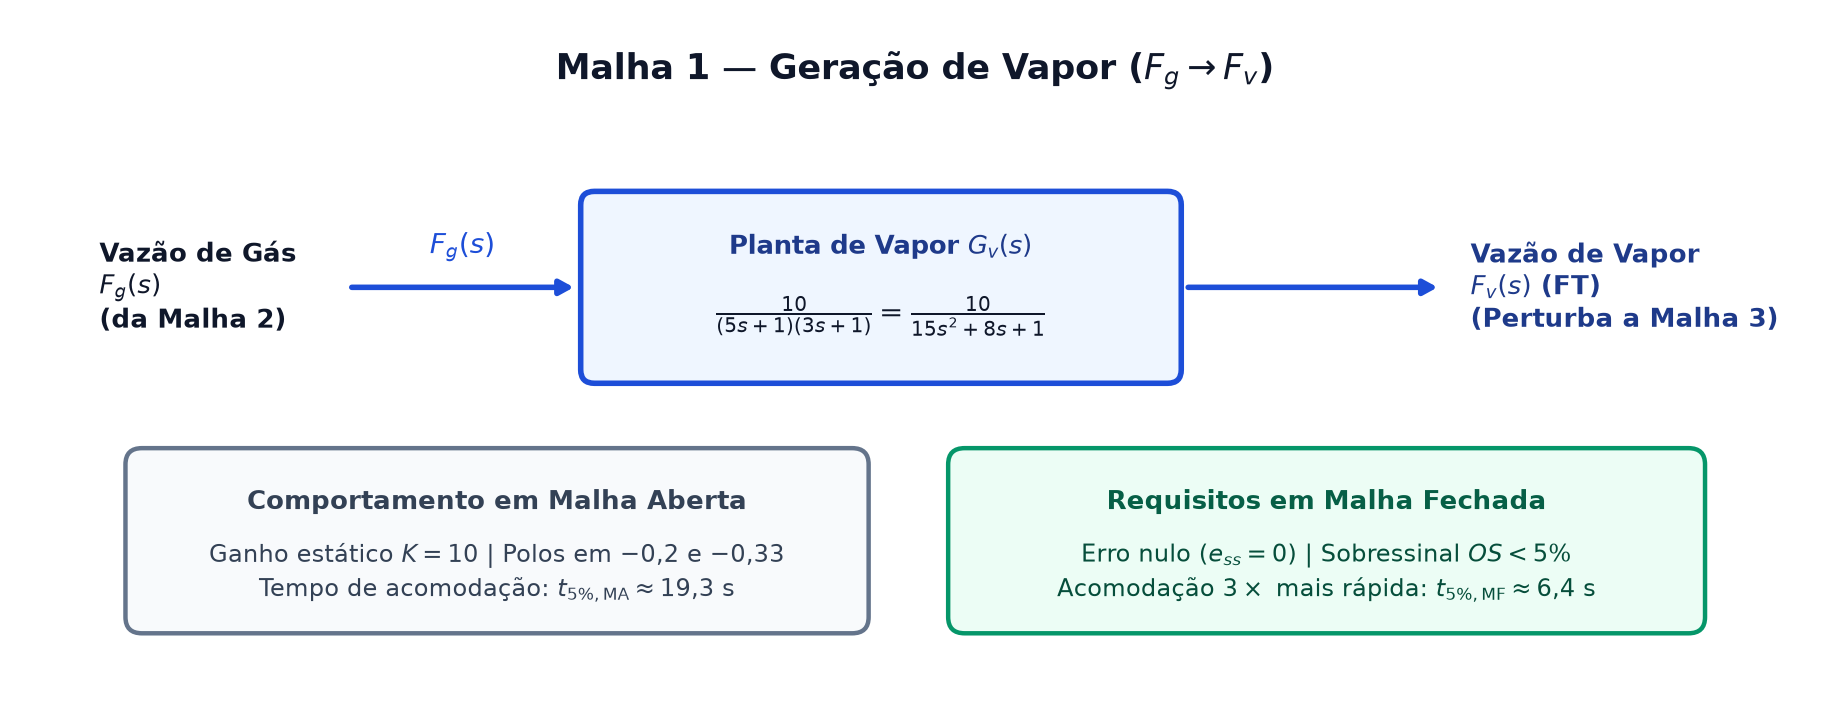 Malha 1 — Geração de Vapor (F_g → F_v)
Vazão de Gás
F_g(s)
(da Malha 2)
F_g(s)
Planta de Vapor G_v(s)
10/((5s+1)(3s+1)) = 10/(15s²+8s+1)
Vazão de Vapor
F_v(s) (FT)
(Perturba a Malha 3)
Comportamento em Malha Aberta
Ganho estático K = 10 | Polos em −0,2 e −0,33
Tempo de acomodação: t_5%, MA ≈ 19,3 s
Requisitos em Malha Fechada
Erro nulo (e_ss = 0) | Sobressinal OS < 5%
Acomodação 3 × mais rápida: t_5%, MF ≈ 6,4 s